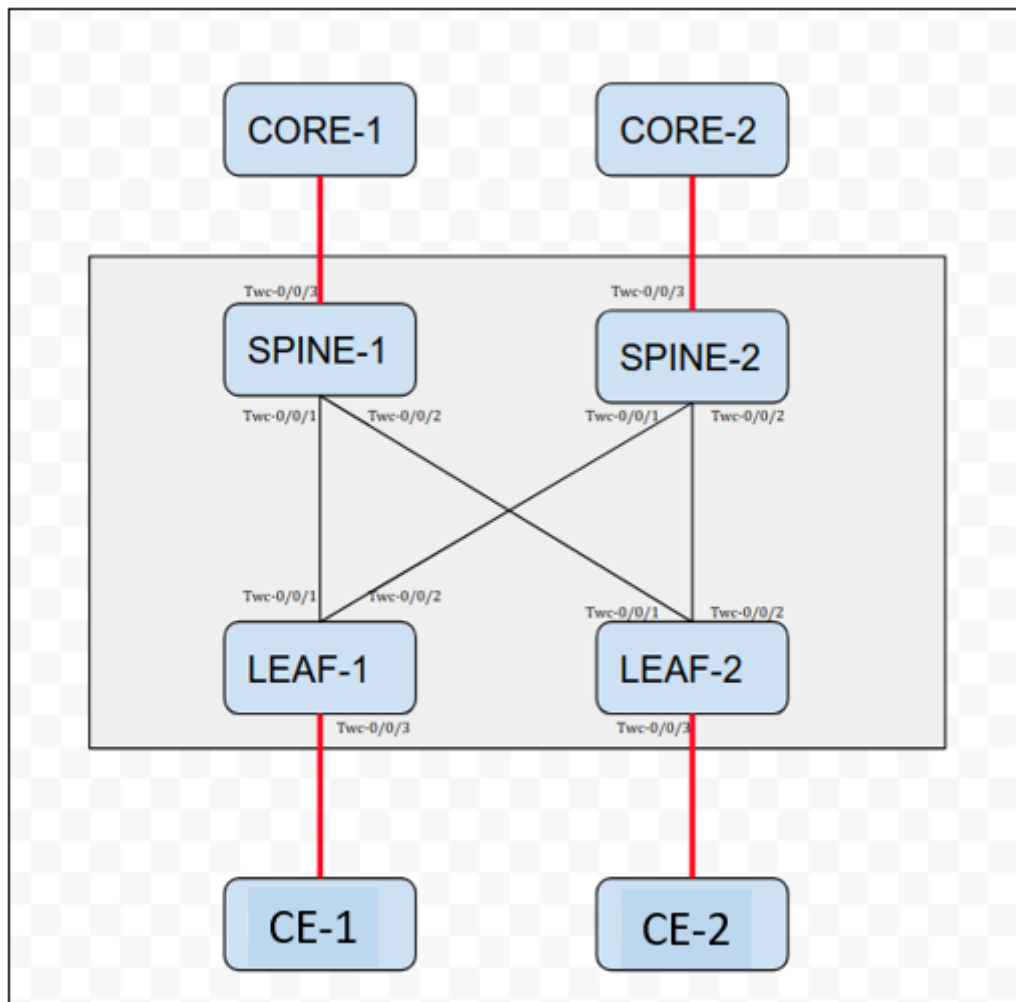 CORE-1
CORE-2
Twc-0/0/3
Twc-0/0/3
SPINE-1
SPINE-2
Twc-0/0/1
Twc-0/0/2
Twc-0/0/1
Twc-0/0/2
Twc-0/0/1
Twc-0/0/2
Twc-0/0/1
Twc-0/0/2
LEAF-1
LEAF-2
Twc-0/0/3
Twc-0/0/3
CE-1
CE-2